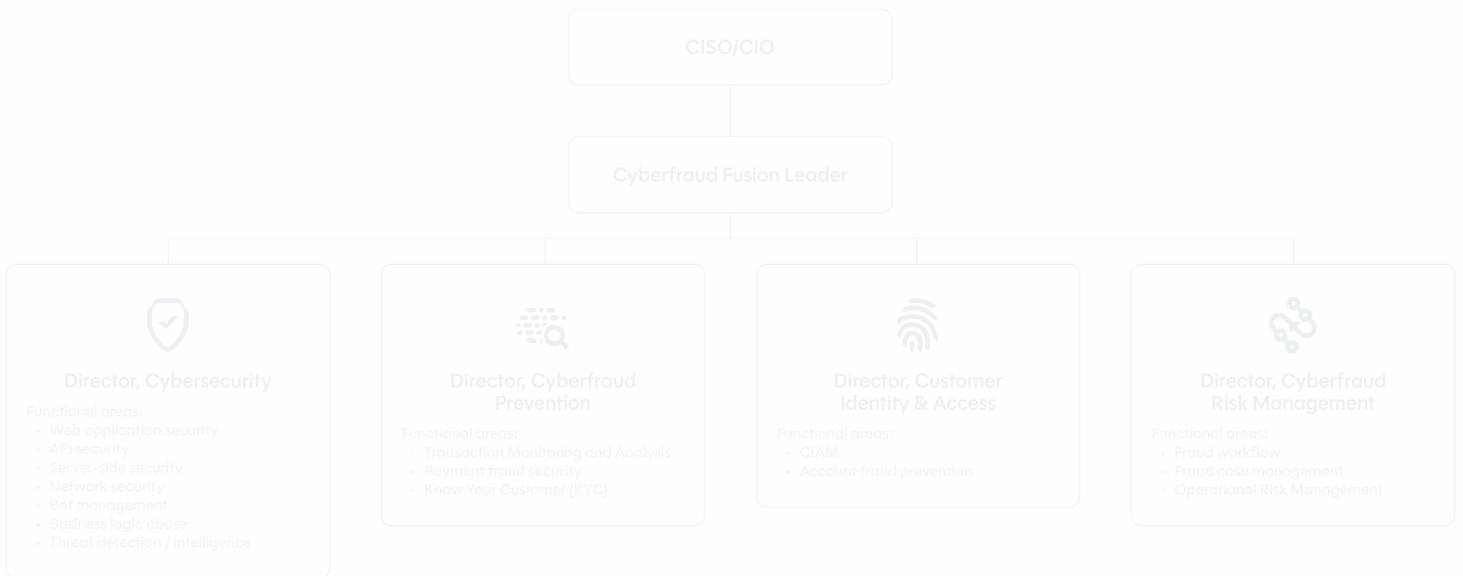 CISO/CIO
Cyberfraud Fusion Leader
Director, Cybersecurity
Functional areas:
• Web application security
• API security
• Server-side security
• Network security
• Bot management
• Business logic abuse
• Threat detection / intelligence
Director, Cyberfraud
Prevention
Functional areas:
• Transaction Monitoring and Analysis
• Payment fraud security
• Know Your Customer (KYC)
Director, Customer
Identity & Access
Functional areas:
• CIAM
• Account fraud prevention
Director, Cyberfraud
Risk Management
Functional areas:
• Fraud workflow
• Fraud case management
• Operational Risk Management